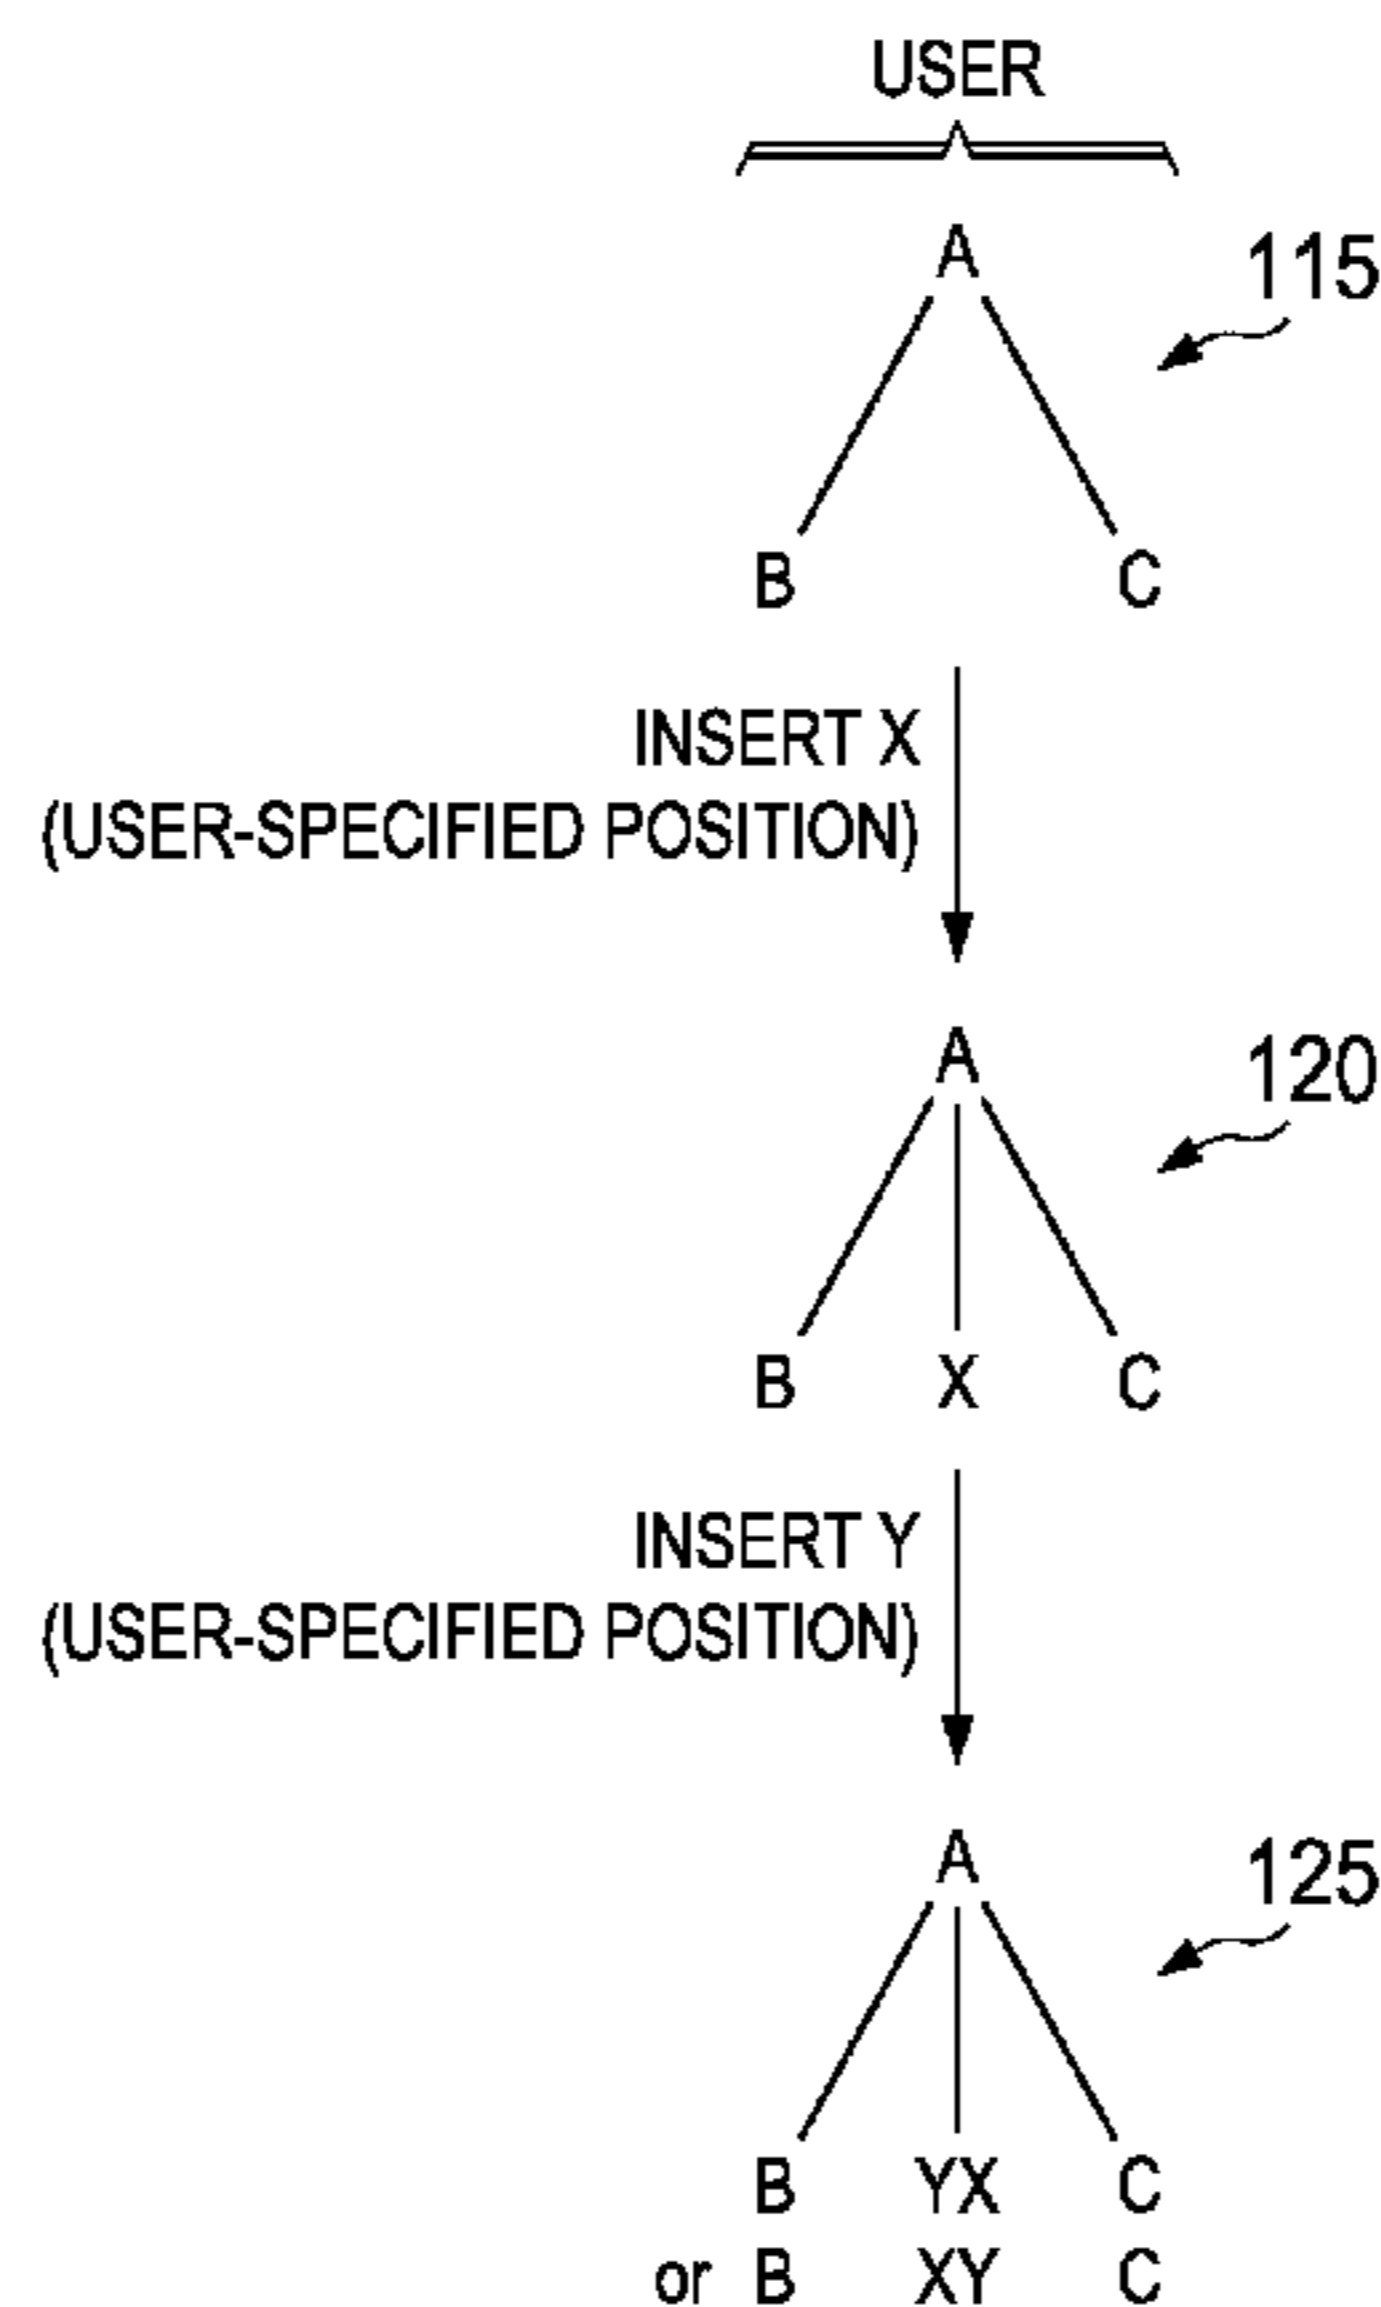 USER
A
115
B C
INSERT X
(USER-SPECIFIED POSITION)
A
120
B X C
INSERT Y
(USER-SPECIFIED POSITION)
A
125
B YX C
or B XY C